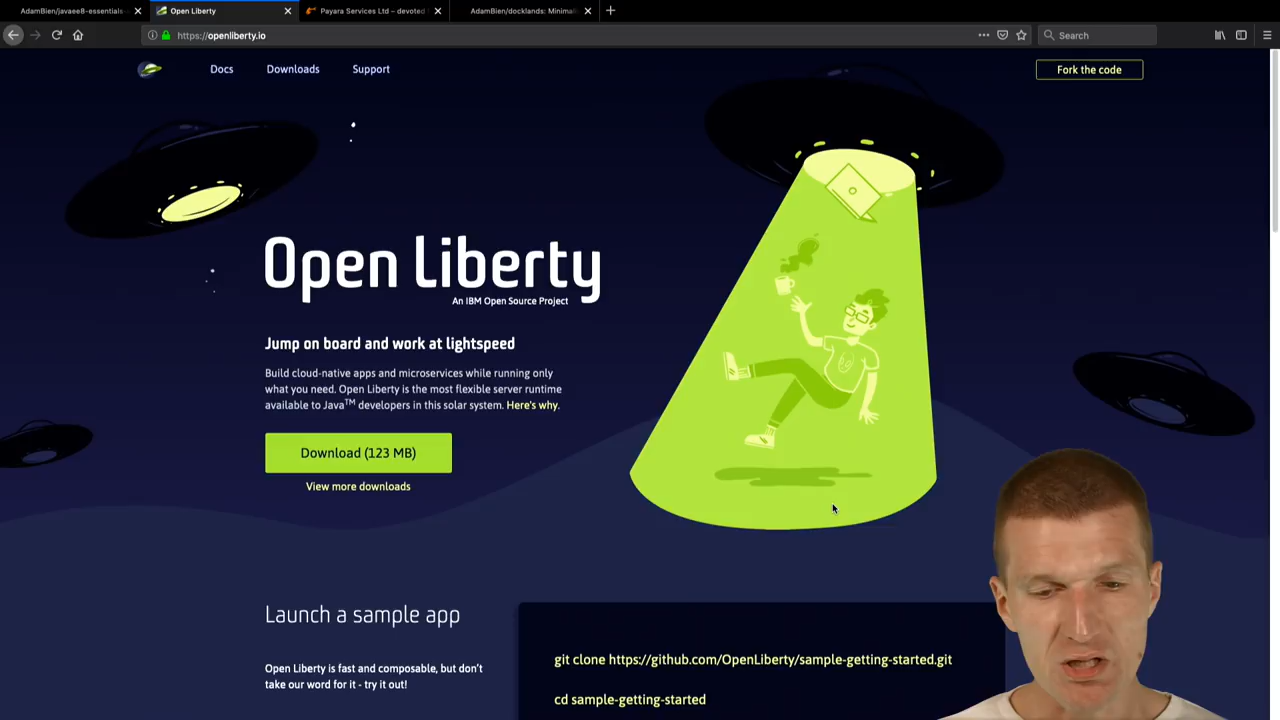 AdamBien/javaee8-essentials-
Open Liberty
Payara Services Ltd – devoted
AdamBien/docklands: Minima
https://openliberty.io
Search
Docs
Downloads
Support
Fork the code
Open Liberty
An IBM Open Source Project
Jump on board and work at lightspeed
Build cloud-native apps and microservices while running only
what you need. Open Liberty is the most flexible server runtime
available to Java™ developers in this solar system. Here's why.
Download (123 MB)
View more downloads
Launch a sample app
Open Liberty is fast and composable, but don't
take our word for it - try it out!
git clone https://github.com/OpenLiberty/sample-getting-started.git
cd sample-getting-started